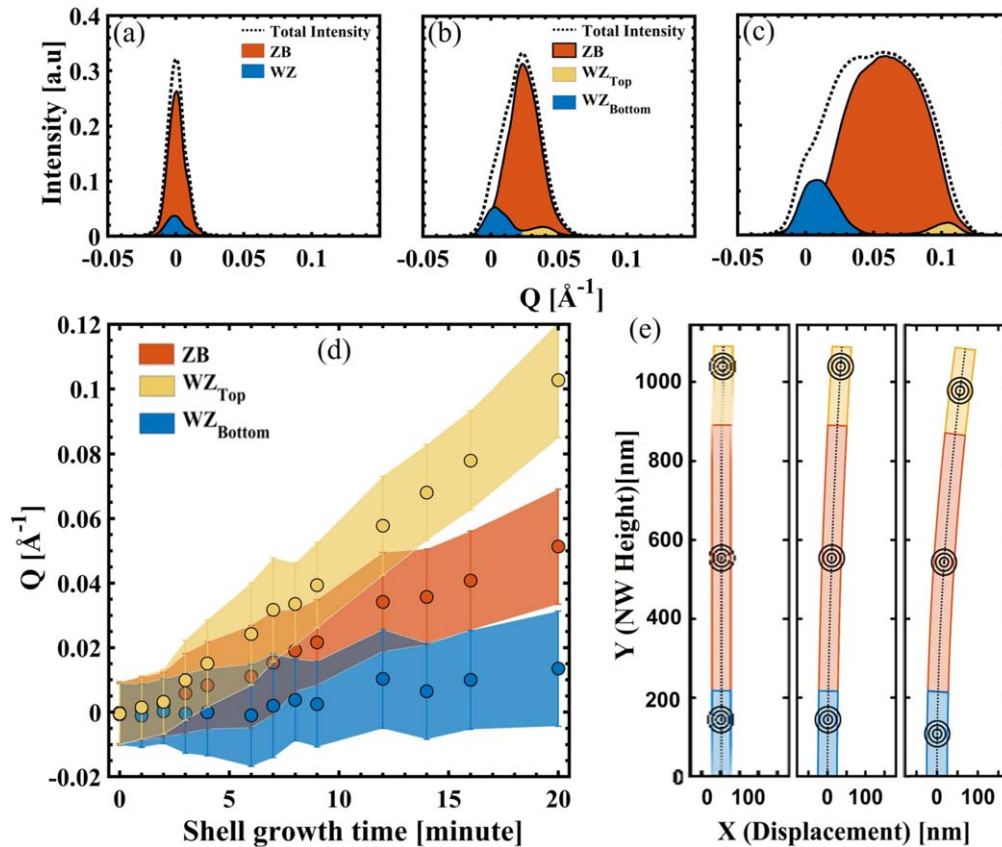 (a)
Total Intensity
ZB
WZ
(b)
Total Intensity
ZB
WZTop
WZBottom
(c)
Intensity [a.u]
0.4
0.3
0.2
0.1
0
-0.05 0 0.05 0.1
-0.05 0 0.05 0.1
-0.05 0 0.05 0.1
Q [Å-1]
(d)
ZB
WZTop
WZBottom
Q [Å-1]
0.12
0.1
0.08
0.06
0.04
0.02
0
-0.02
0 5 10 15 20
Shell growth time [minute]
(e)
Y (NW Height)[nm]
1000
800
600
400
200
0
0 100 0 100 0 100
X (Displacement) [nm]